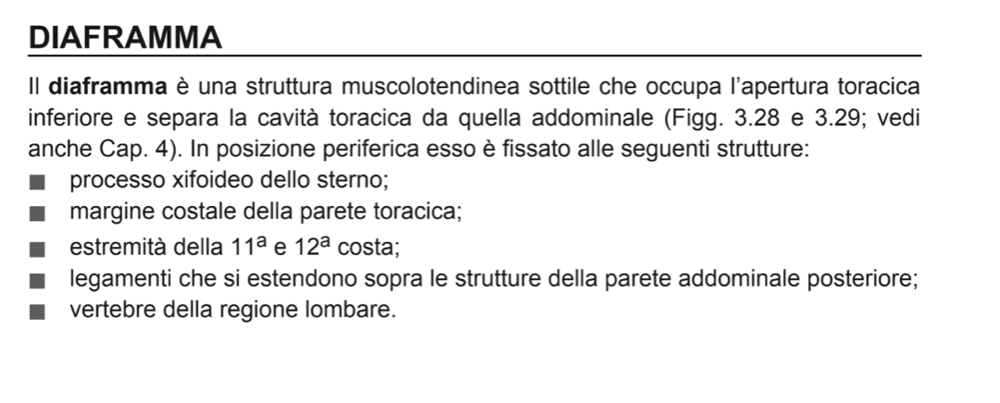 DIAFRAMMA
Il diaframma è una struttura muscolotendinea sottile che occupa l’apertura toracica
inferiore e separa la cavità toracica da quella addominale (Figg. 3.28 e 3.29; vedi
anche Cap. 4). In posizione periferica esso è fissato alle seguenti strutture:
■ processo xifoideo dello sterno;
■ margine costale della parete toracica;
■ estremità della 11ª e 12ª costa;
■ legamenti che si estendono sopra le strutture della parete addominale posteriore;
■ vertebre della regione lombare.